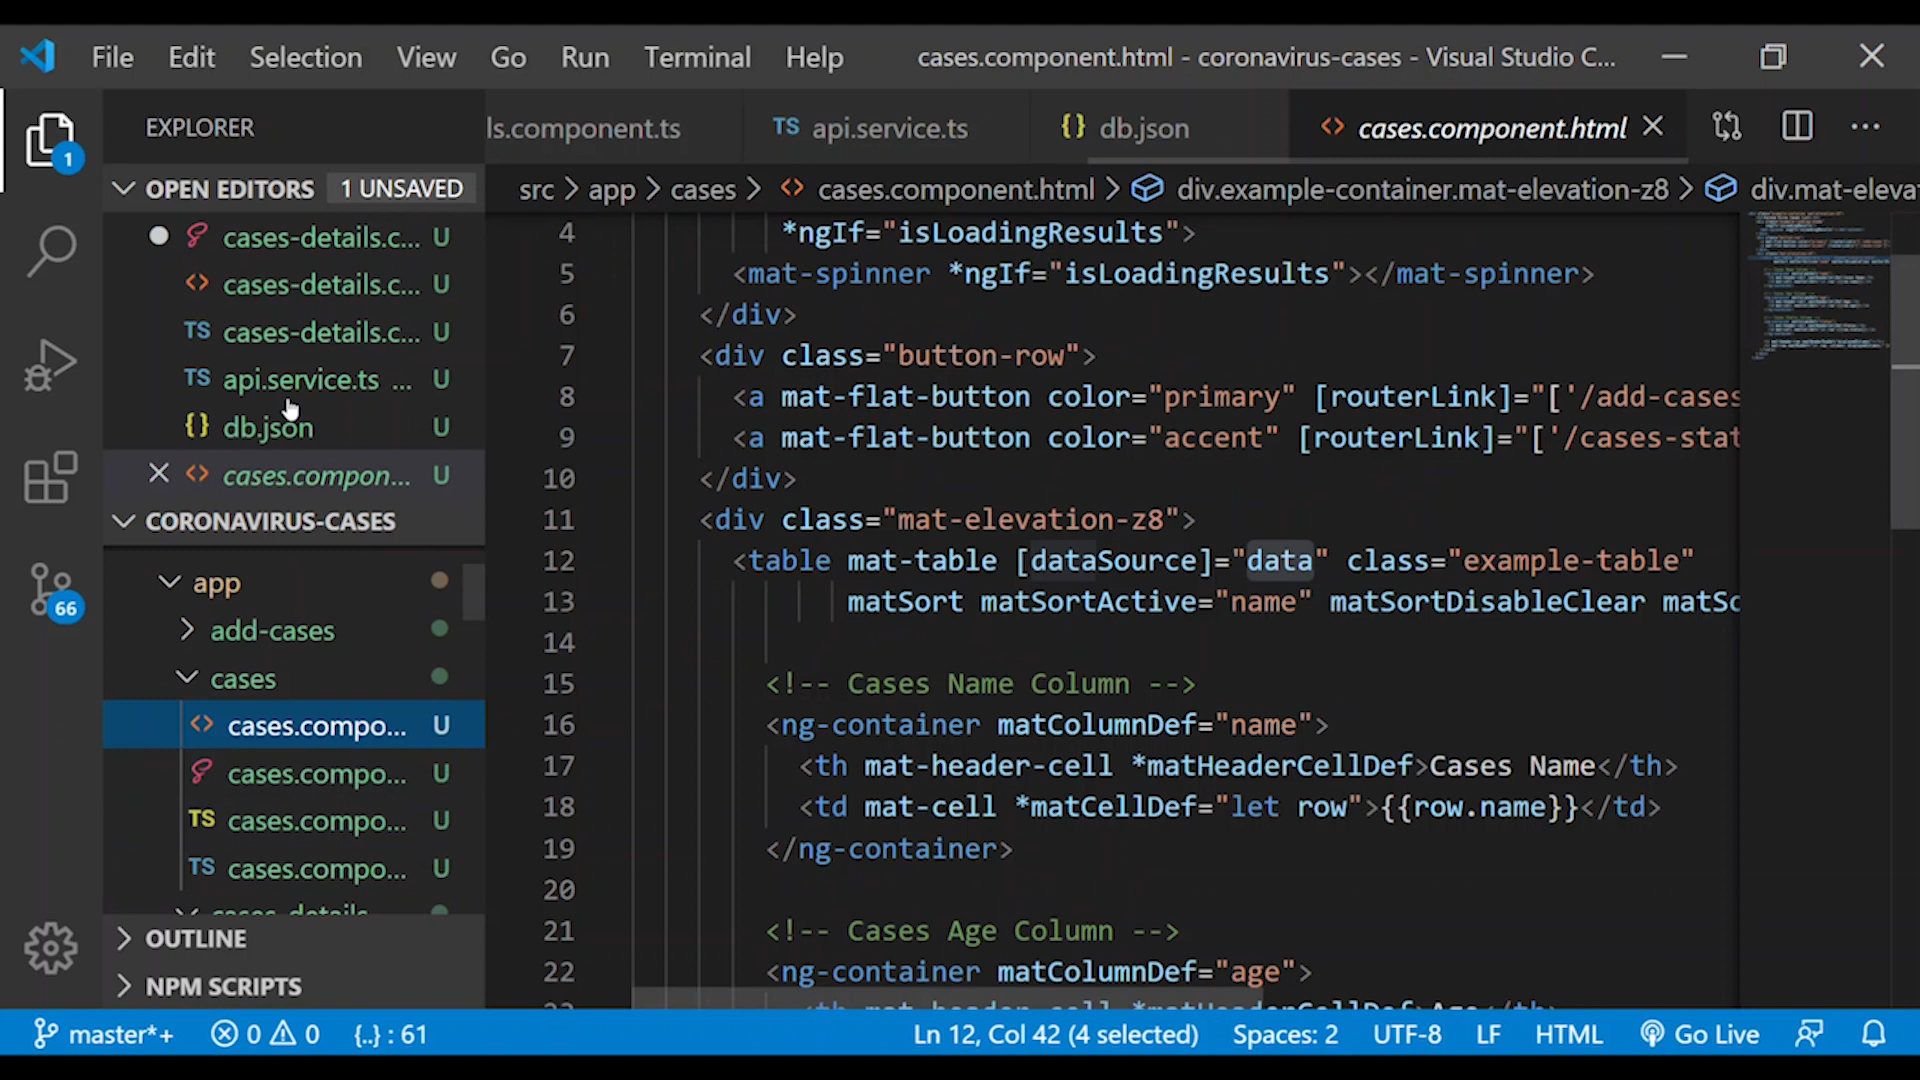 File Edit Selection View Go Run Terminal Help cases.component.html - coronavirus-cases - Visual Studio C...
EXPLORER
ls.component.ts TS api.service.ts {} db.json <> cases.component.html
1
OPEN EDITORS 1 UNSAVED
src > app > cases > <> cases.component.html > div.example-container.mat-elevation-z8 > div.mat-eleva
cases-details.c... U
<> cases-details.c... U
TS cases-details.c... U
TS api.service.ts ... U
{} db.json U
<> cases.compon... U
CORONAVIRUS-CASES
app
> add-cases
cases
<> cases.compo... U
cases.compo... U
TS cases.compo... U
TS cases.compo... U
cases-details
66
> OUTLINE
> NPM SCRIPTS
4 *ngIf="isLoadingResults">
5 <mat-spinner *ngIf="isLoadingResults"></mat-spinner>
6 </div>
7 <div class="button-row">
8 <a mat-flat-button color="primary" [routerLink]="['/add-cases
9 <a mat-flat-button color="accent" [routerLink]="['/cases-stat
10 </div>
11 <div class="mat-elevation-z8">
12 <table mat-table [dataSource]="data" class="example-table"
13 matSort matSortActive="name" matSortDisableClear matSo
14
15 <!-- Cases Name Column -->
16 <ng-container matColumnDef="name">
17 <th mat-header-cell *matHeaderCellDef>Cases Name</th>
18 <td mat-cell *matCellDef="let row">{{row.name}}</td>
19 </ng-container>
20
21 <!-- Cases Age Column -->
22 <ng-container matColumnDef="age">
23 <th mat-header-cell *matHeaderCellDef>Age</th>
master*+ 0 0 {..} : 61 Ln 12, Col 42 (4 selected) Spaces: 2 UTF-8 LF HTML Go Live